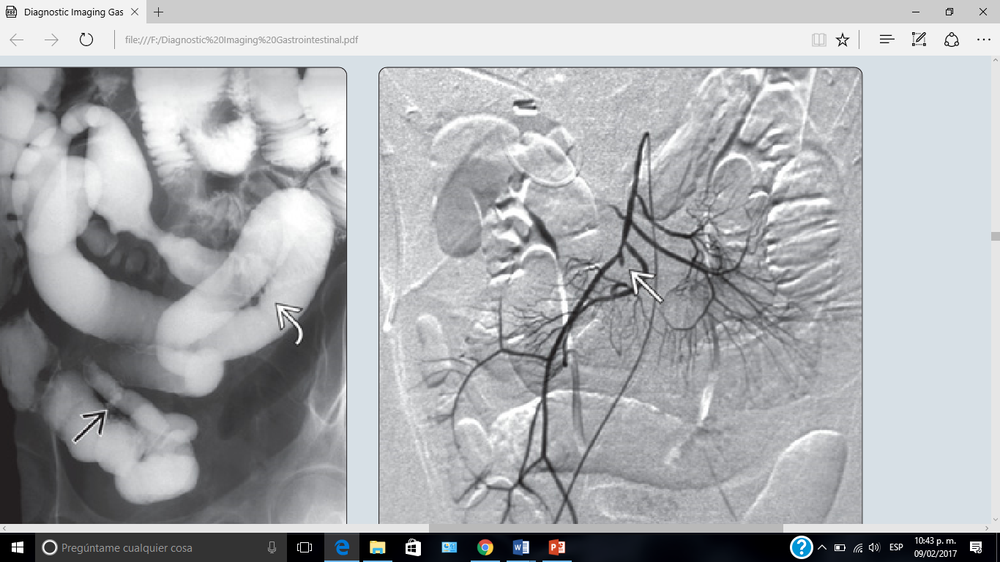 Diagnostic Imaging Gas
file:///F:/Diagnostic%20Imaging%20Gastrointestinal.pdf
Pregúntame cualquier cosa
ESP
10:43 p. m.
09/02/2017